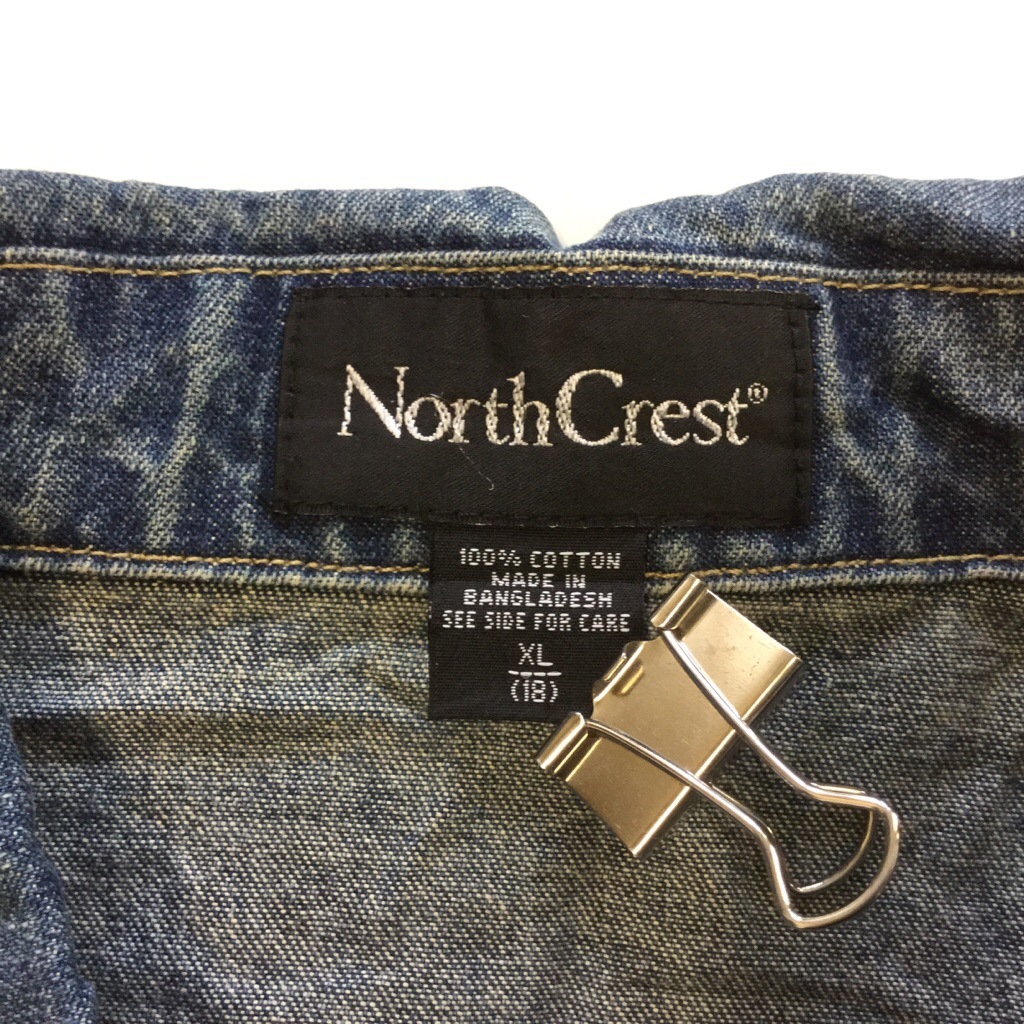 NorthCrest®
100% COTTON
MADE IN
BANGLADESH
SEE SIDE FOR CARE
XL
(18)